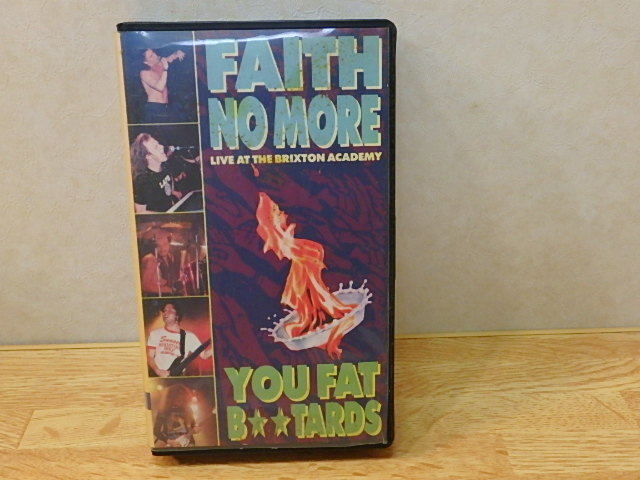 FAITH
NO MORE
LIVE AT THE BRIXTON ACADEMY
YOU FAT
B★★TARDS